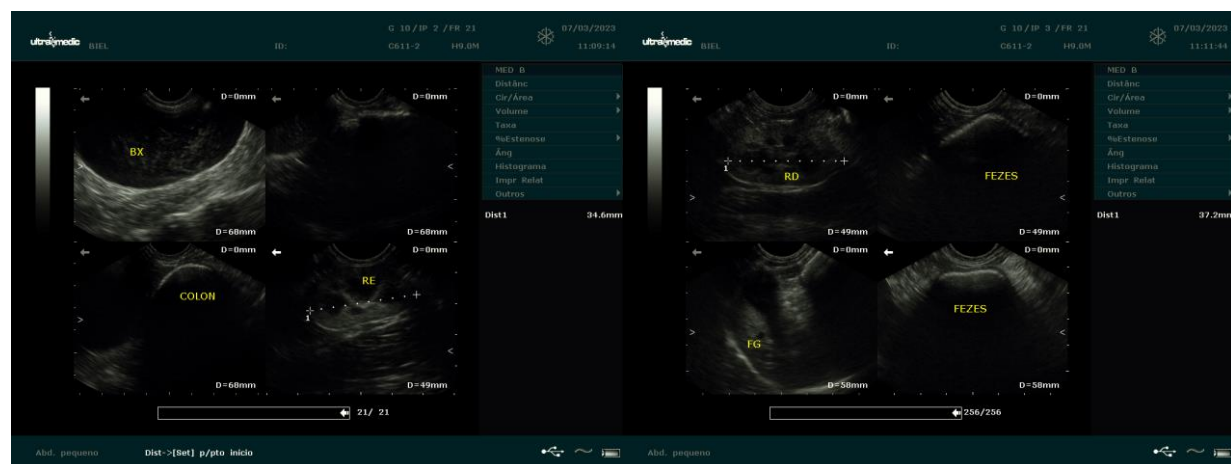 ultramedic BIEL ID: G 10/IP 2 /FR 21 07/03/2023
C611-2 H9.0M 11:09:14
D=0mm D=0mm
BX
D=68mm D=68mm
D=0mm D=0mm
RE
COLON
1
D=68mm D=49mm
21/ 21
MED B
Distânc
Cir/Área
Volume
Taxa
%Estenose
Âng
Histograma
Impr Relat
Outros
Dist1 34.6mm
Abd. pequeno Dist->[Set] p/pto início
ultramedic BIEL ID: G 10/IP 3 /FR 21 07/03/2023
C611-2 H9.0M 11:11:44
D=0mm D=0mm
1
RD FEZES
D=49mm D=49mm
D=0mm D=0mm
FEZES
FG
D=58mm D=58mm
256/256
MED B
Distânc
Cir/Área
Volume
Taxa
%Estenose
Âng
Histograma
Impr Relat
Outros
Dist1 37.2mm
Abd. pequeno